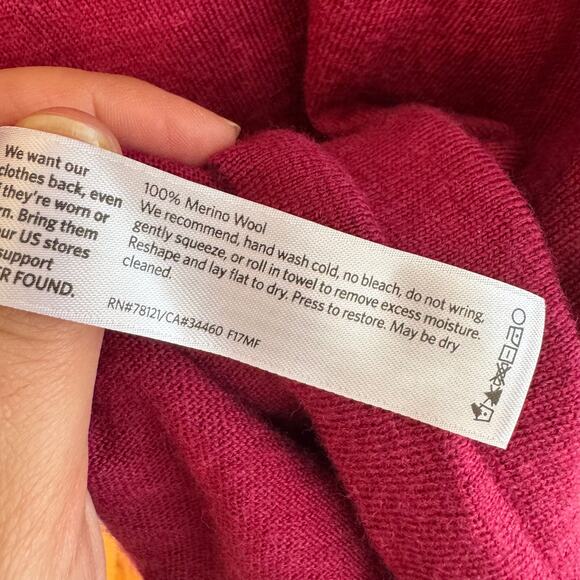 We want our
clothes back, even
they're worn or
Bring them
our US stores
support
FOUND.
100% Merino Wool
We recommend, hand wash cold, no bleach, do not wring,
gently squeeze, or roll in towel to remove excess moisture.
Reshape and lay flat to dry. Press to restore. May be dry
cleaned.
RN#78121/CA#34460 F17MF